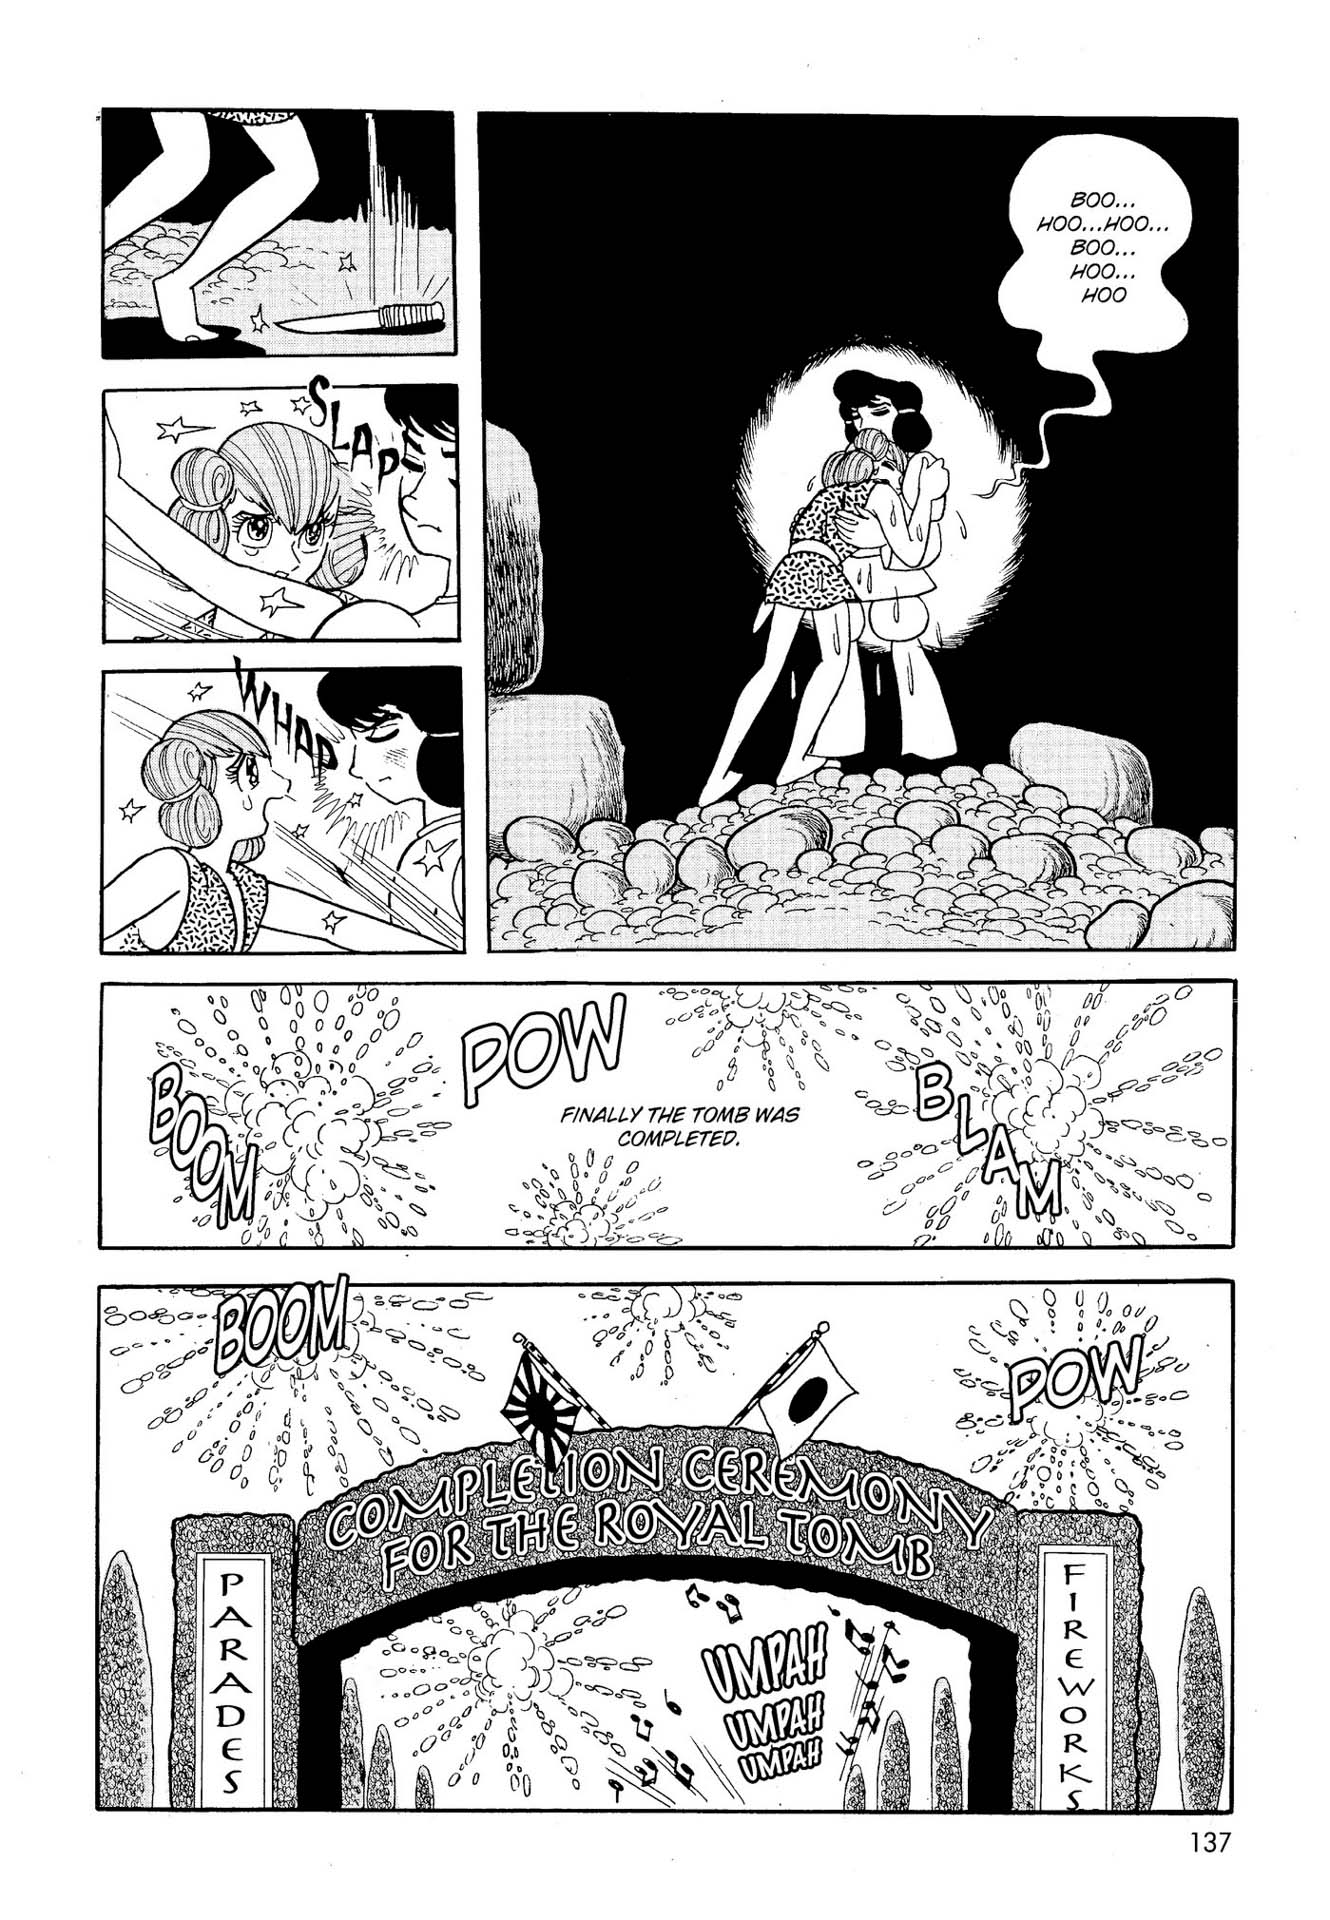 SLAP
WHAP
BOO...
HOO...HOO...
BOO...
HOO...
HOO
BOOM
POW
FINALLY THE TOMB WAS
COMPLETED.
BLAM
BOOM
POW
COMPLETION CEREMONY
FOR THE ROYAL TOMB
PARADES
FIREWORKS
UMPAH
UMPAH
UMPAH
137